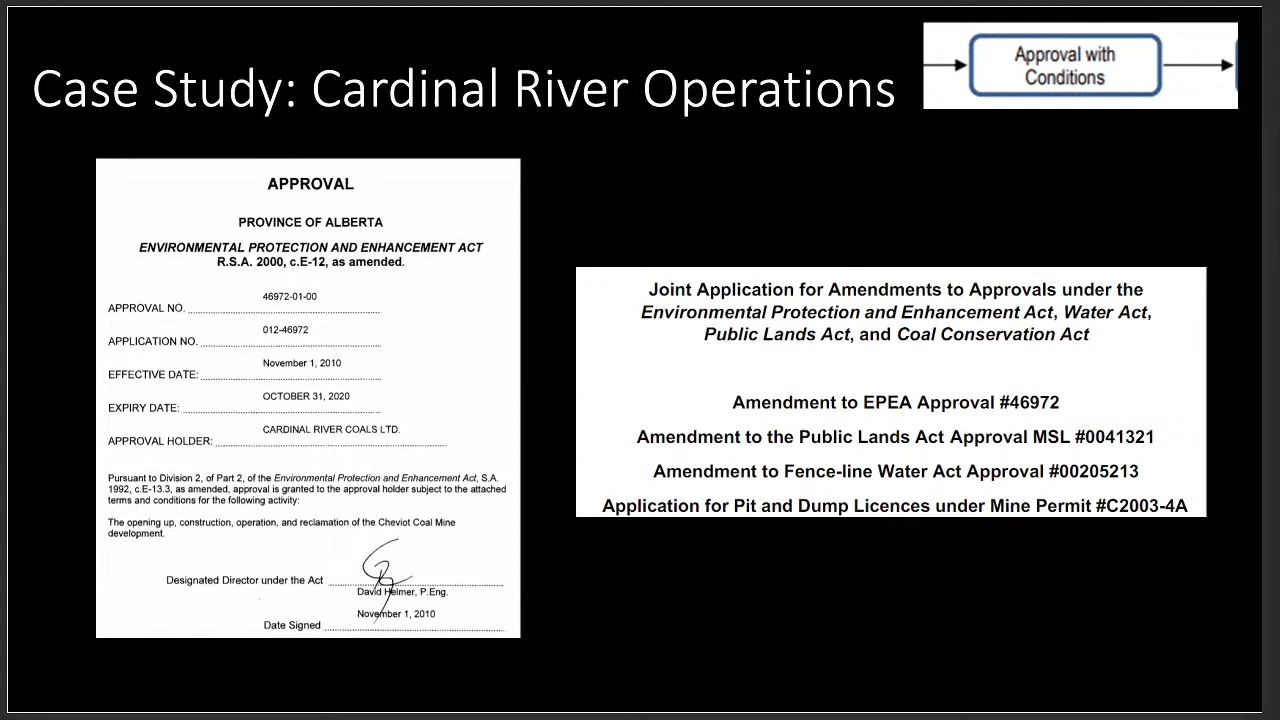 Case Study: Cardinal River Operations
Approval with
Conditions
APPROVAL
PROVINCE OF ALBERTA
ENVIRONMENTAL PROTECTION AND ENHANCEMENT ACT
R.S.A. 2000, c.E-12, as amended.
46972-01-00
APPROVAL NO.
012-46972
APPLICATION NO.
November 1, 2010
EFFECTIVE DATE:
OCTOBER 31, 2020
EXPIRY DATE:
CARDINAL RIVER COALS LTD.
APPROVAL HOLDER:
Pursuant to Division 2, of Part 2, of the Environmental Protection and Enhancement Act, S.A.
1992, c.E-13.3, as amended, approval is granted to the approval holder subject to the attached
terms and conditions for the following activity:
The opening up, construction, operation, and reclamation of the Cheviot Coal Mine
development.
Designated Director under the Act
David Helmer, P.Eng.
November 1, 2010
Date Signed
Joint Application for Amendments to Approvals under the
Environmental Protection and Enhancement Act, Water Act,
Public Lands Act, and Coal Conservation Act
Amendment to EPEA Approval #46972
Amendment to the Public Lands Act Approval MSL #0041321
Amendment to Fence-line Water Act Approval #00205213
Application for Pit and Dump Licences under Mine Permit #C2003-4A